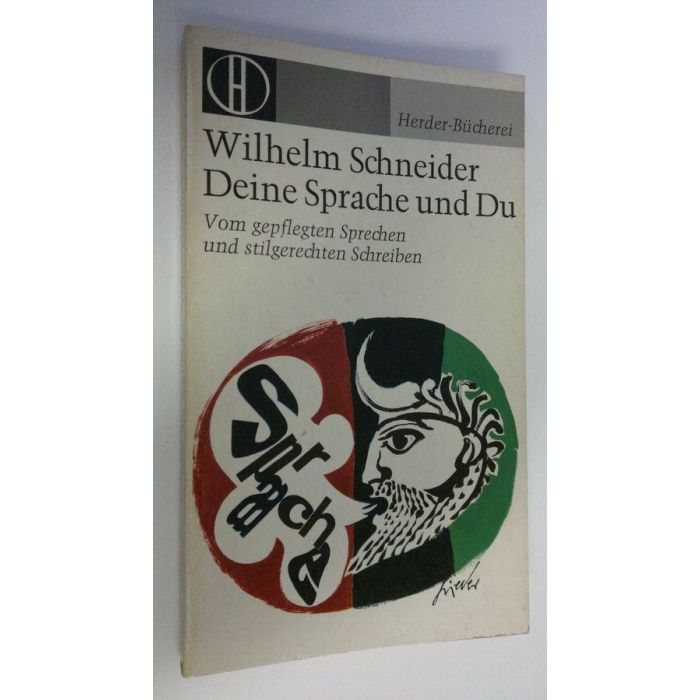 H
Herder-Bücherei
Wilhelm Schneider
Deine Sprache und Du
Vom gepflegten Sprechen
und stilgerechten Schreiben
Sprache